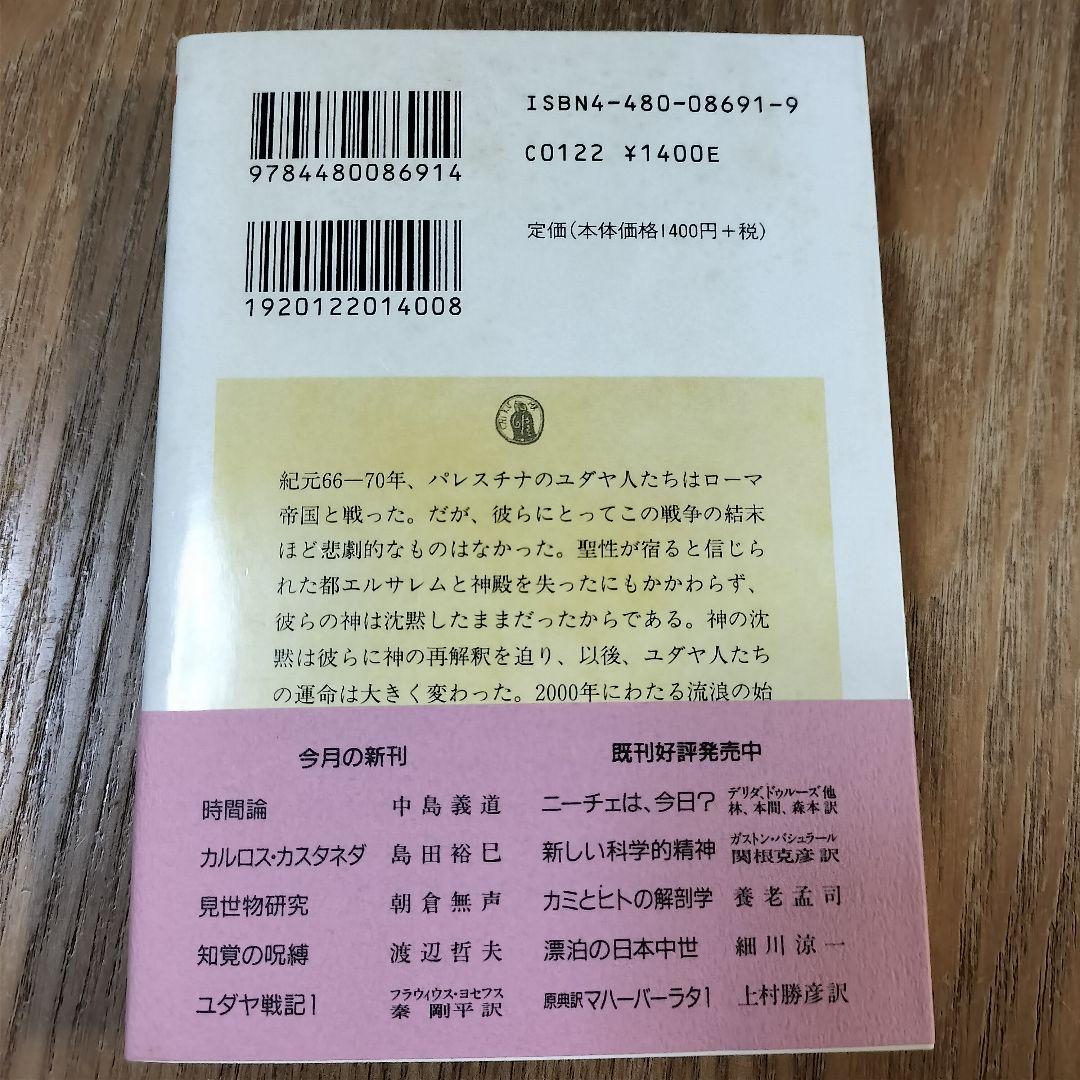 ISBN4-480-08691-9
C0122 ¥1400E
9784480086914
定価(本体価格1400円+税)
1920122014008
紀元66—70年、パレスチナのユダヤ人たちはローマ
帝国と戦った。だが、彼らにとってこの戦争の結末
ほど悲劇的なものはなかった。聖性が宿ると信じら
れた都エルサレムと神殿を失ったにもかかわらず、
彼らの神は沈黙したままだったからである。神の沈
黙は彼らに神の再解釈を迫り、以後、ユダヤ人たち
の運命は大きく変わった。2000年にわたる流浪の始
今月の新刊
時間論 中島義道
カルロス・カスタネダ 島田裕巳
見世物研究 朝倉無声
知覚の呪縛 渡辺哲夫
ユダヤ戦記1 フラウィウス・ヨセフス
秦剛平訳
既刊好評発売中
ニーチェは、今日? デリダ、ドゥルーズ他
林、本間、森本訳
新しい科学的精神 ガストン・バシュラール
関根克彦訳
カミとヒトの解剖学 養老孟司
漂泊の日本中世 細川涼一
原典訳マハーバーラタ1 上村勝彦訳